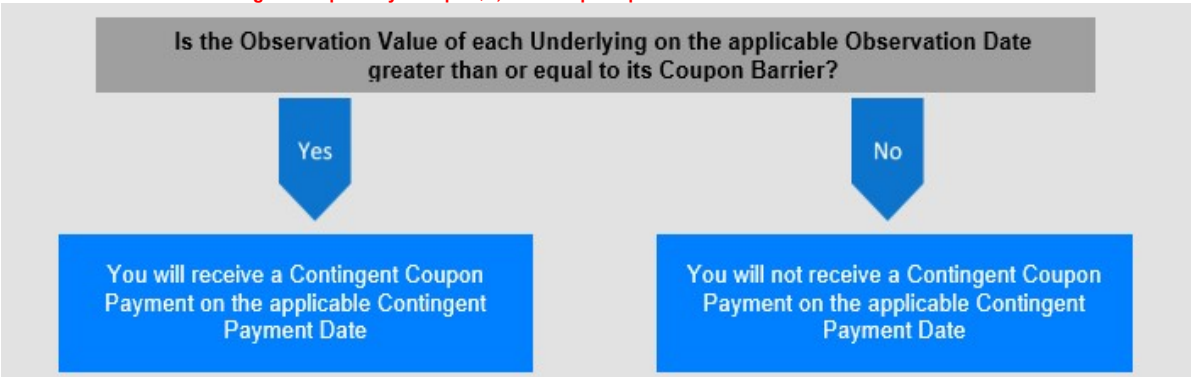 Is the Observation Value of each Underlying on the applicable Observation Date
greater than or equal to its Coupon Barrier?
Yes
No
You will receive a Contingent Coupon
Payment on the applicable Contingent
Payment Date
You will not receive a Contingent Coupon
Payment on the applicable Contingent
Payment Date